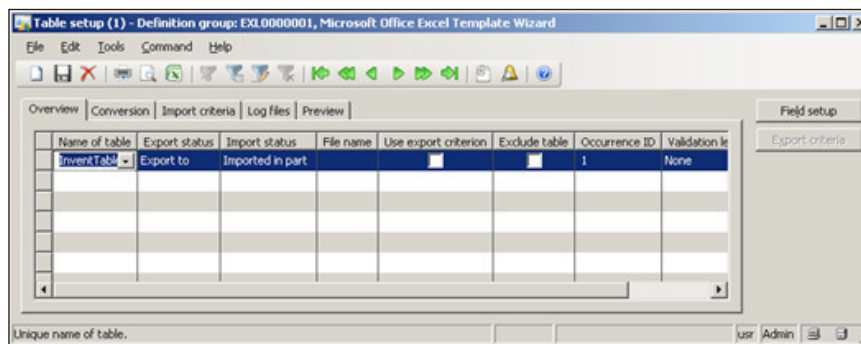 Table setup (1) - Definition group: EXL0000001, Microsoft Office Excel Template Wizard
File Edit Tools Command Help
Overview Conversion Import criteria Log files Preview
Field setup
Export criteria
Name of table Export status Import status File name Use export criterion Exclude table Occurrence ID Validation le
InventTable Export to Imported in part 1 None
Unique name of table. usr Admin